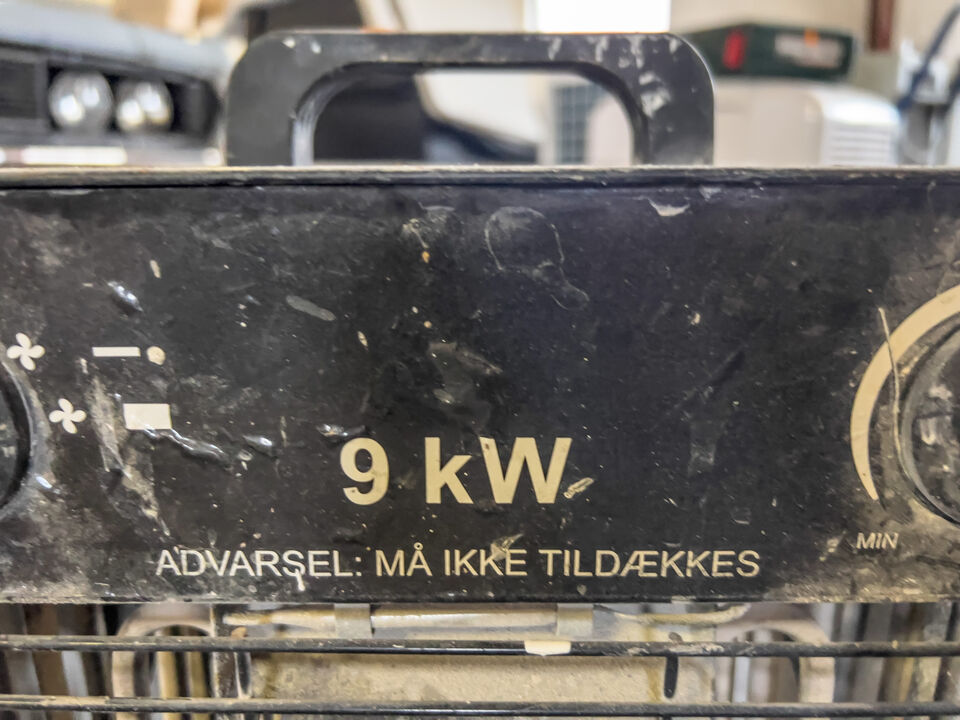 9 kW
MIN
ADVARSEL: MÅ IKKE TILDÆKKES